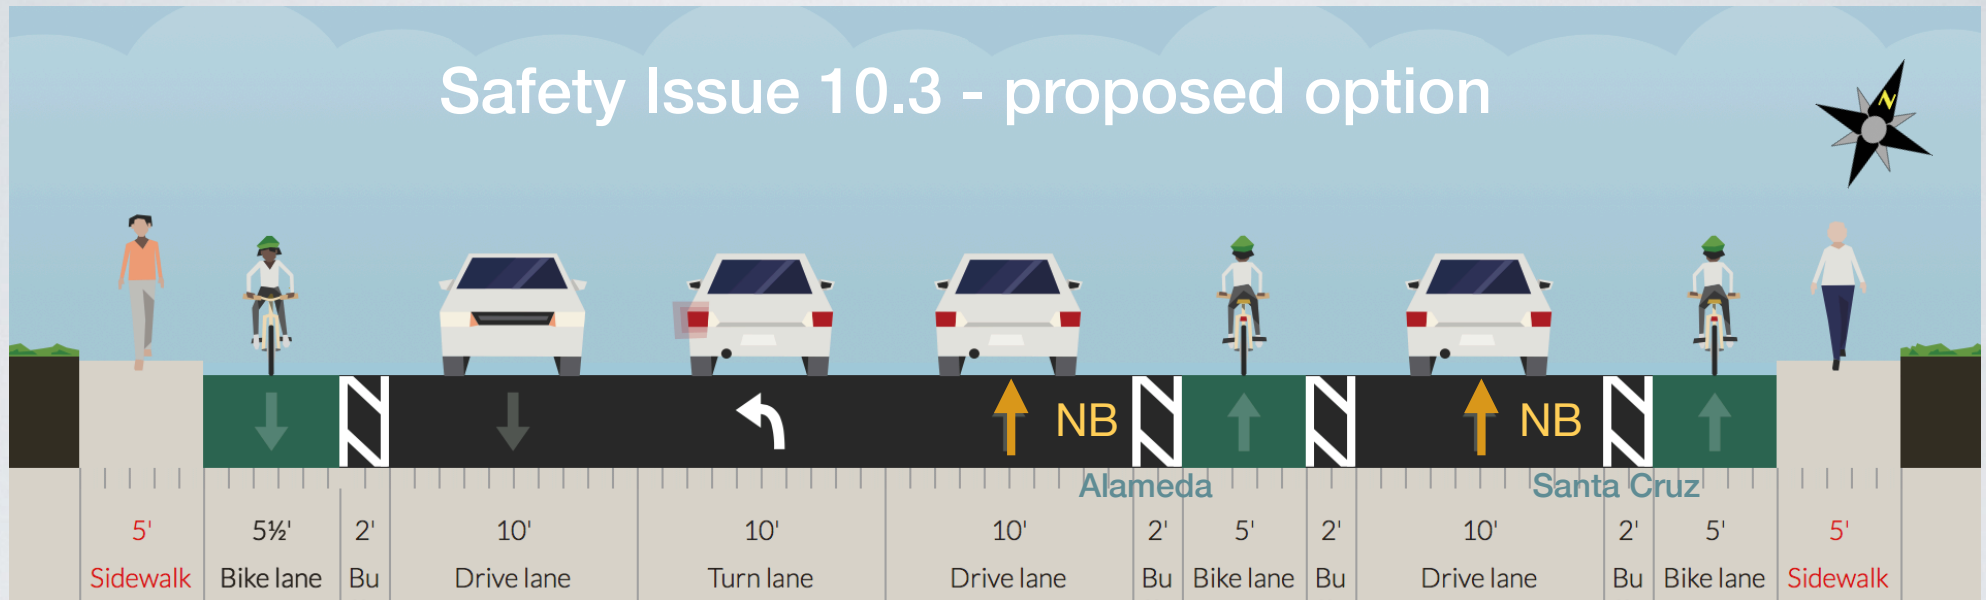 Safety Issue 10.3 - proposed option
N
NB
NB
Alameda
Santa Cruz
5' 5½' 2' 10' 10' 10' 2' 5' 2' 10' 2' 5' 5'
Sidewalk Bike lane Bu Drive lane Turn lane Drive lane Bu Bike lane Bu Drive lane Bu Bike lane Sidewalk